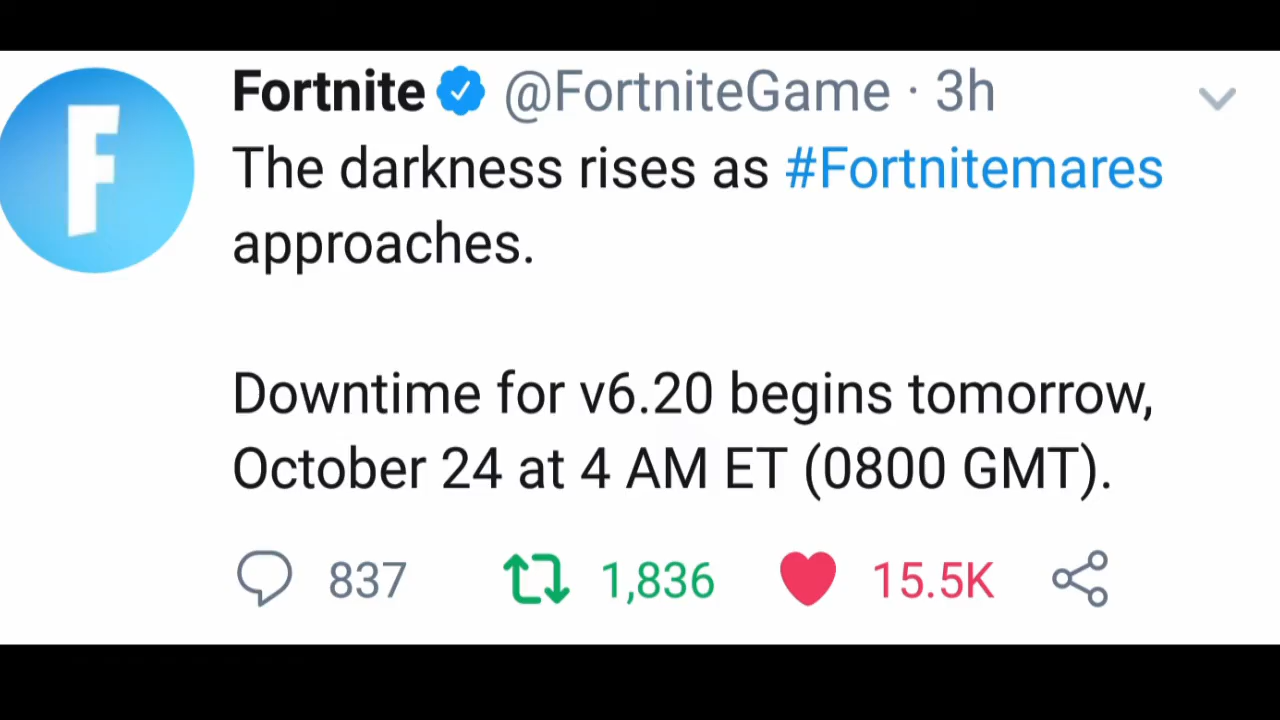 Fortnite @FortniteGame · 3h
The darkness rises as #Fortnitemares
approaches.
Downtime for v6.20 begins tomorrow,
October 24 at 4 AM ET (0800 GMT).
837 1,836 15.5K